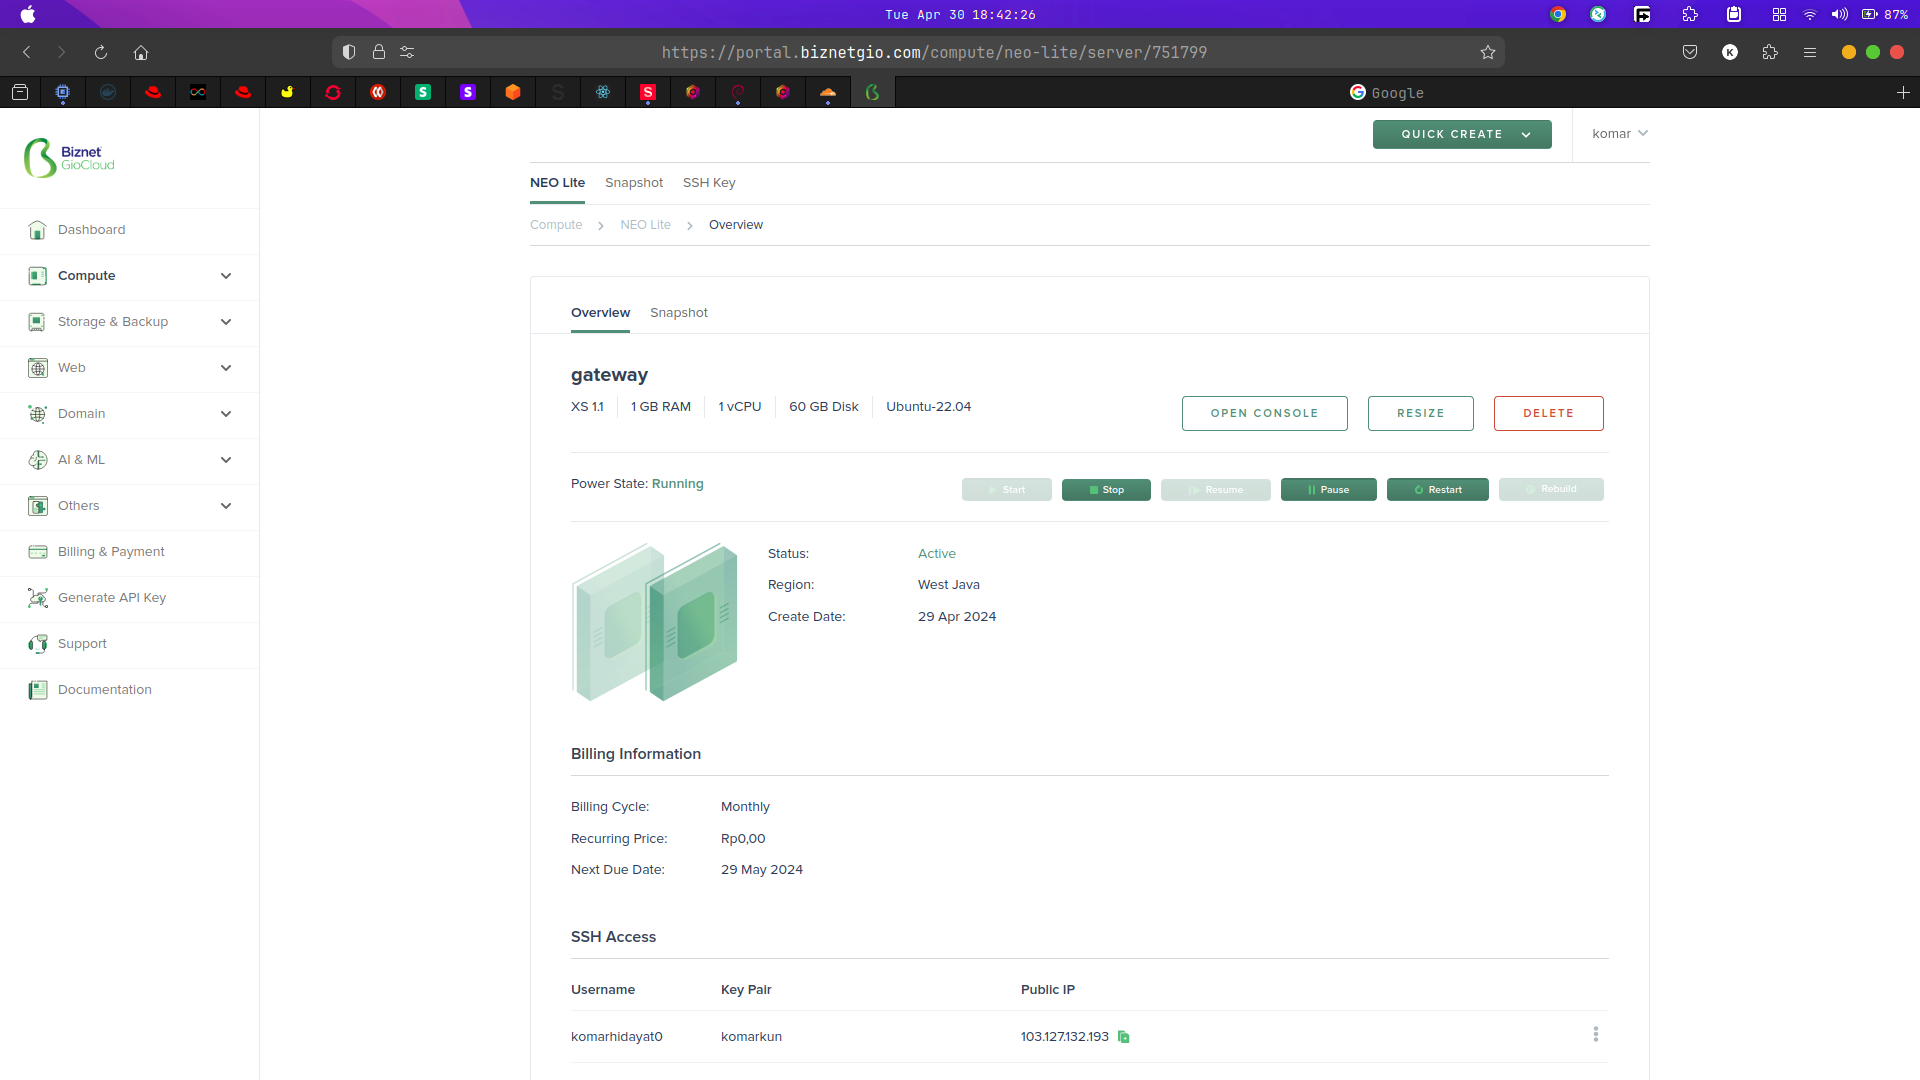 Tue Apr 30 18:42:26
87%
https://portal.biznetgio.com/compute/neo-lite/server/751799
Google
Biznet
GioCloud
QUICK CREATE
komar
NEO Lite Snapshot SSH Key
Compute NEO Lite Overview
Dashboard
Compute
Storage & Backup
Web
Domain
AI & ML
Others
Billing & Payment
Generate API Key
Support
Documentation
Overview Snapshot
gateway
XS 1.1 1 GB RAM 1 vCPU 60 GB Disk Ubuntu-22.04
OPEN CONSOLE RESIZE DELETE
Power State: Running
Start Stop Resume Pause Restart Rebuild
Status: Active
Region: West Java
Create Date: 29 Apr 2024
Billing Information
Billing Cycle: Monthly
Recurring Price: Rp0,00
Next Due Date: 29 May 2024
SSH Access
Username Key Pair Public IP
komarhidayat0 komarkun 103.127.132.193